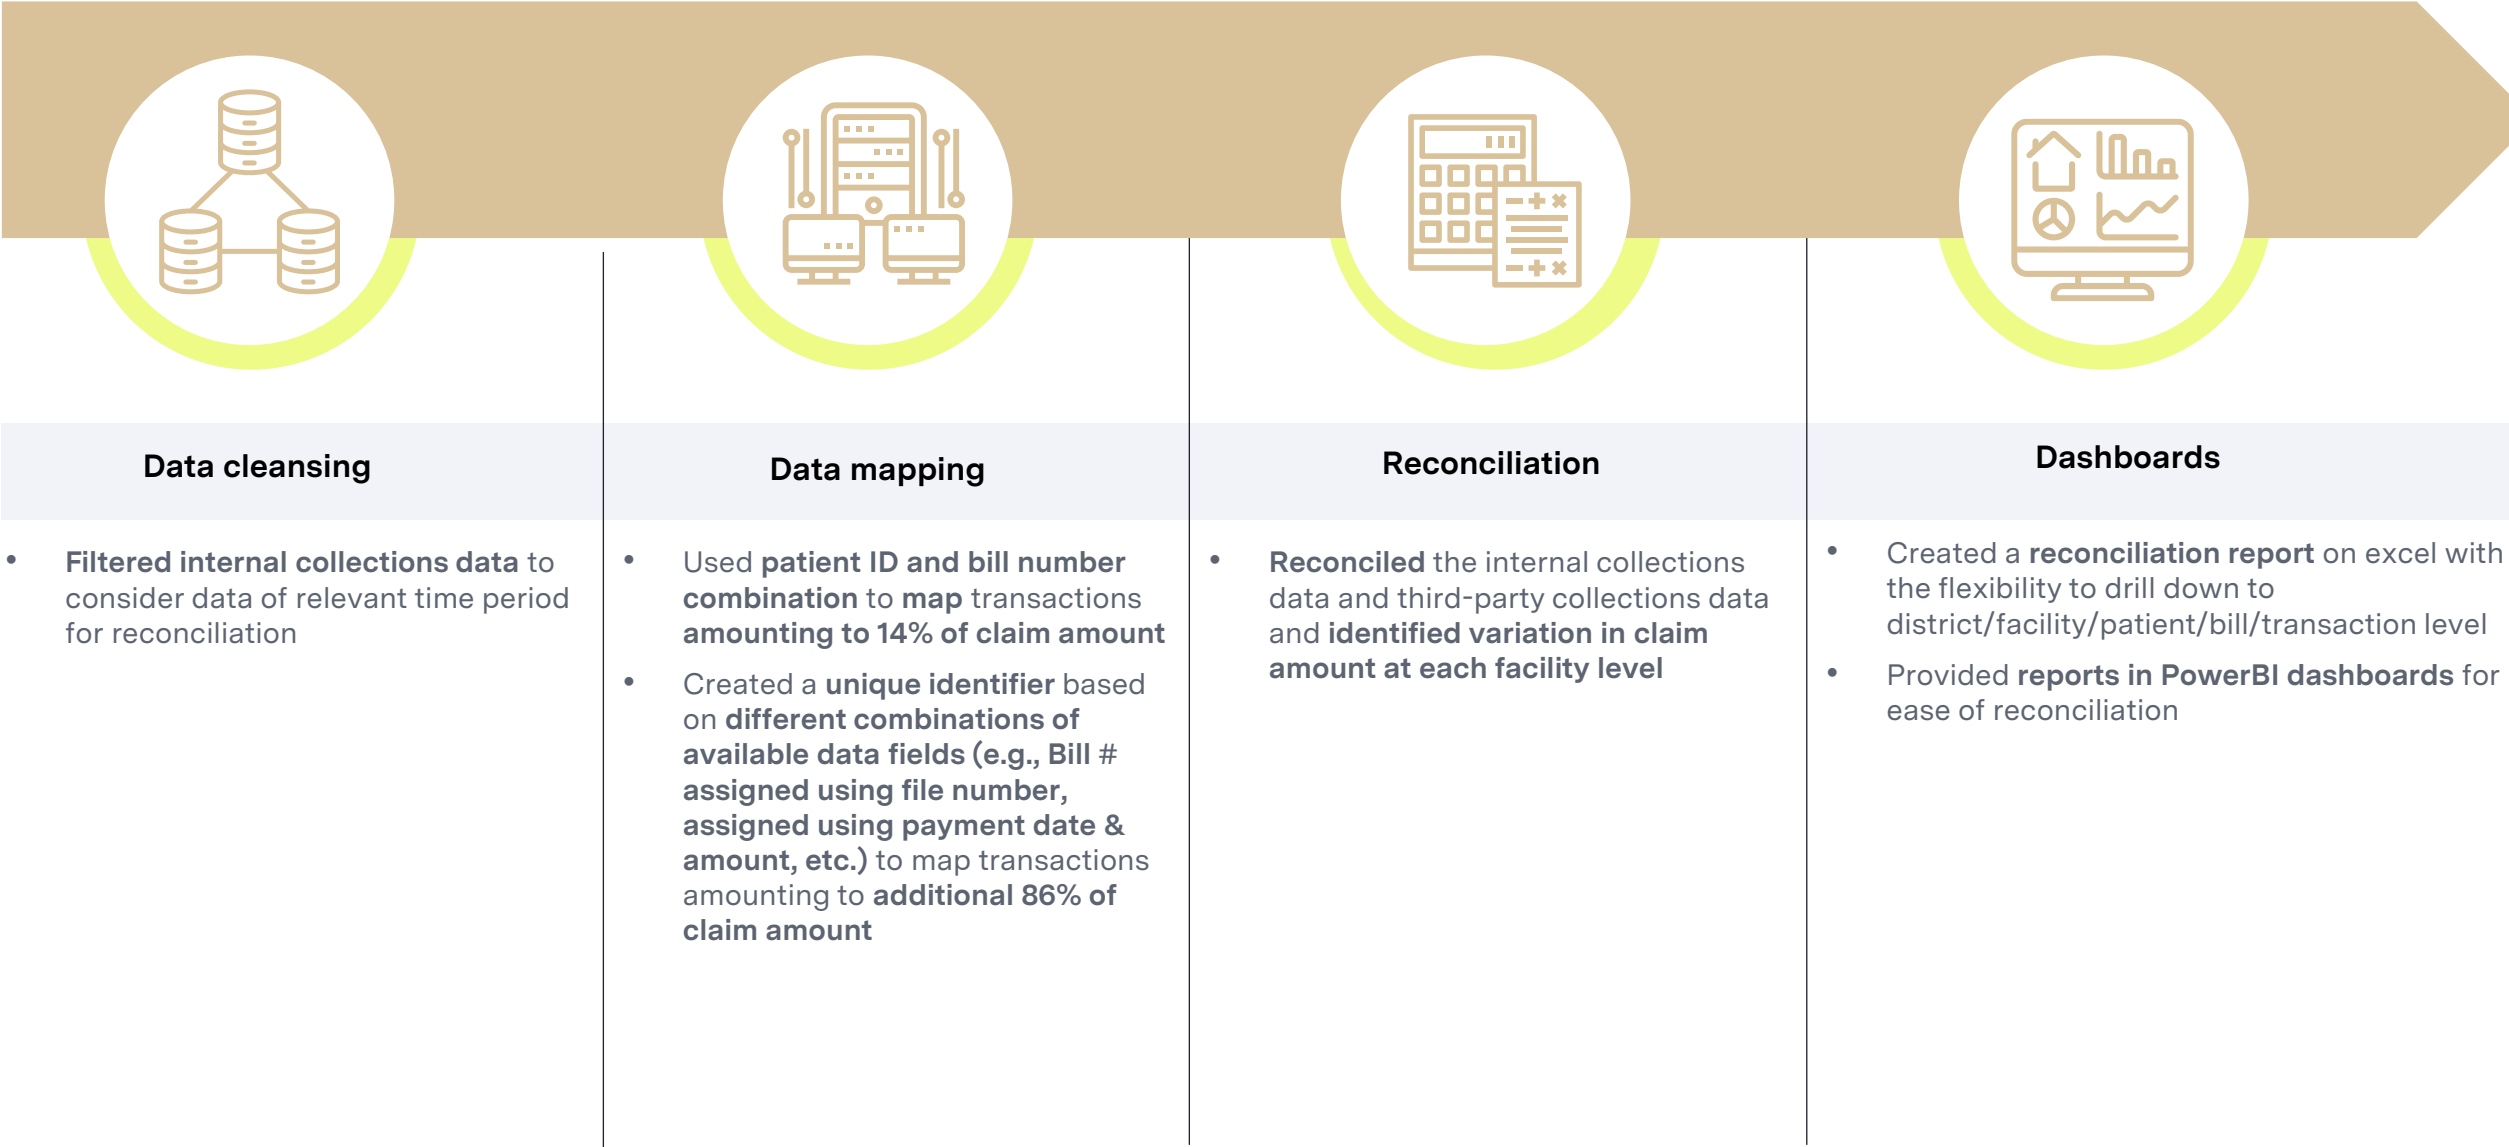 Data cleansing
• Filtered internal collections data to
consider data of relevant time period
for reconciliation
Data mapping
• Used patient ID and bill number
combination to map transactions
amounting to 14% of claim amount
• Created a unique identifier based
on different combinations of
available data fields (e.g., Bill #
assigned using file number,
assigned using payment date &
amount, etc.) to map transactions
amounting to additional 86% of
claim amount
Reconciliation
• Reconciled the internal collections
data and third-party collections data
and identified variation in claim
amount at each facility level
Dashboards
• Created a reconciliation report on excel with
the flexibility to drill down to
district/facility/patient/bill/transaction level
• Provided reports in PowerBI dashboards for
ease of reconciliation